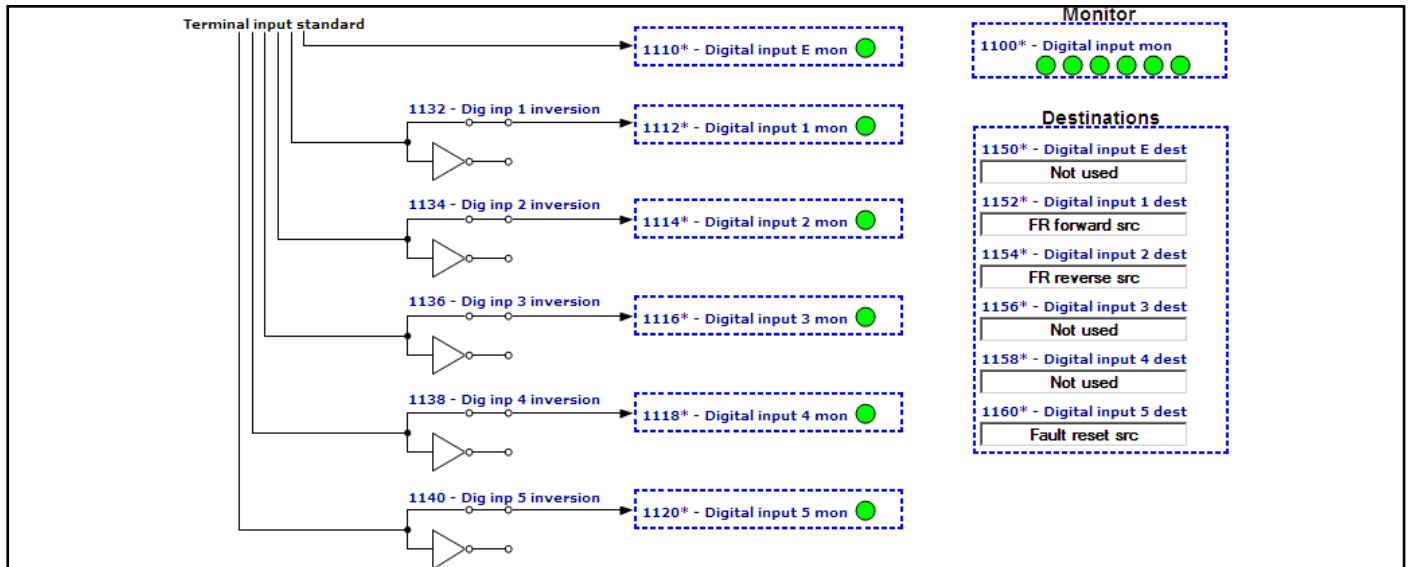 Terminal input standard
1110* - Digital input E mon
1132 - Dig inp 1 inversion
1112* - Digital input 1 mon
1134 - Dig inp 2 inversion
1114* - Digital input 2 mon
1136 - Dig inp 3 inversion
1116* - Digital input 3 mon
1138 - Dig inp 4 inversion
1118* - Digital input 4 mon
1140 - Dig inp 5 inversion
1120* - Digital input 5 mon
Monitor
1100* - Digital input mon
Destinations
1150* - Digital input E dest
Not used
1152* - Digital input 1 dest
FR forward src
1154* - Digital input 2 dest
FR reverse src
1156* - Digital input 3 dest
Not used
1158* - Digital input 4 dest
Not used
1160* - Digital input 5 dest
Fault reset src